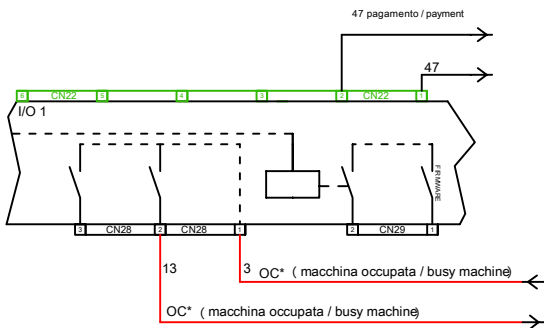 47 pagamento / payment
47
6 CN22 5 4 3 2 CN22 1
I/O 1
FIRMWARE
3 CN28 2 CN28 1 2 CN29 1
13
3 OC* ( macchina occupata / busy machine)
OC* ( macchina occupata / busy machine)